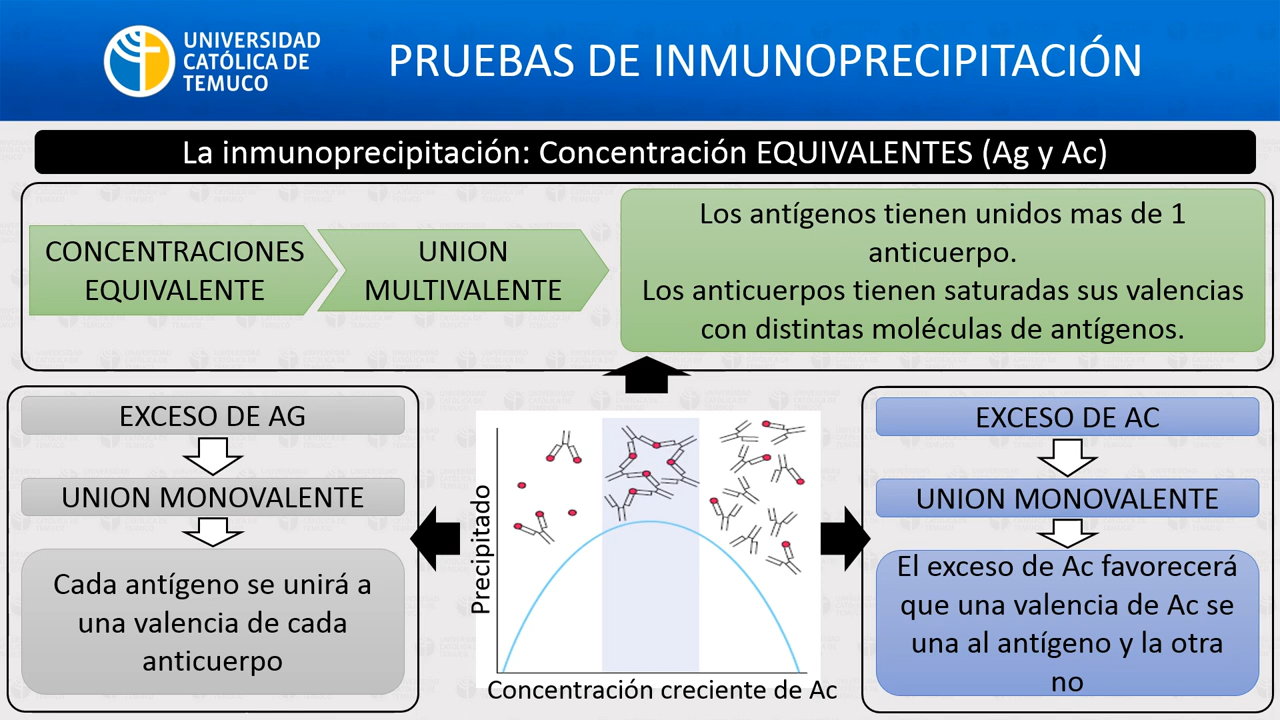 UNIVERSIDAD
CATÓLICA DE
TEMUCO
PRUEBAS DE INMUNOPRECIPITACIÓN
La inmunoprecipitación: Concentración EQUIVALENTES (Ag y Ac)
CONCENTRACIONES
EQUIVALENTE
UNION
MULTIVALENTE
Los antígenos tienen unidos mas de 1
anticuerpo.
Los anticuerpos tienen saturadas sus valencias
con distintas moléculas de antígenos.
EXCESO DE AG
UNION MONOVALENTE
Cada antígeno se unirá a
una valencia de cada
anticuerpo
Precipitado
Concentración creciente de Ac
EXCESO DE AC
UNION MONOVALENTE
El exceso de Ac favorecerá
que una valencia de Ac se
una al antígeno y la otra
no